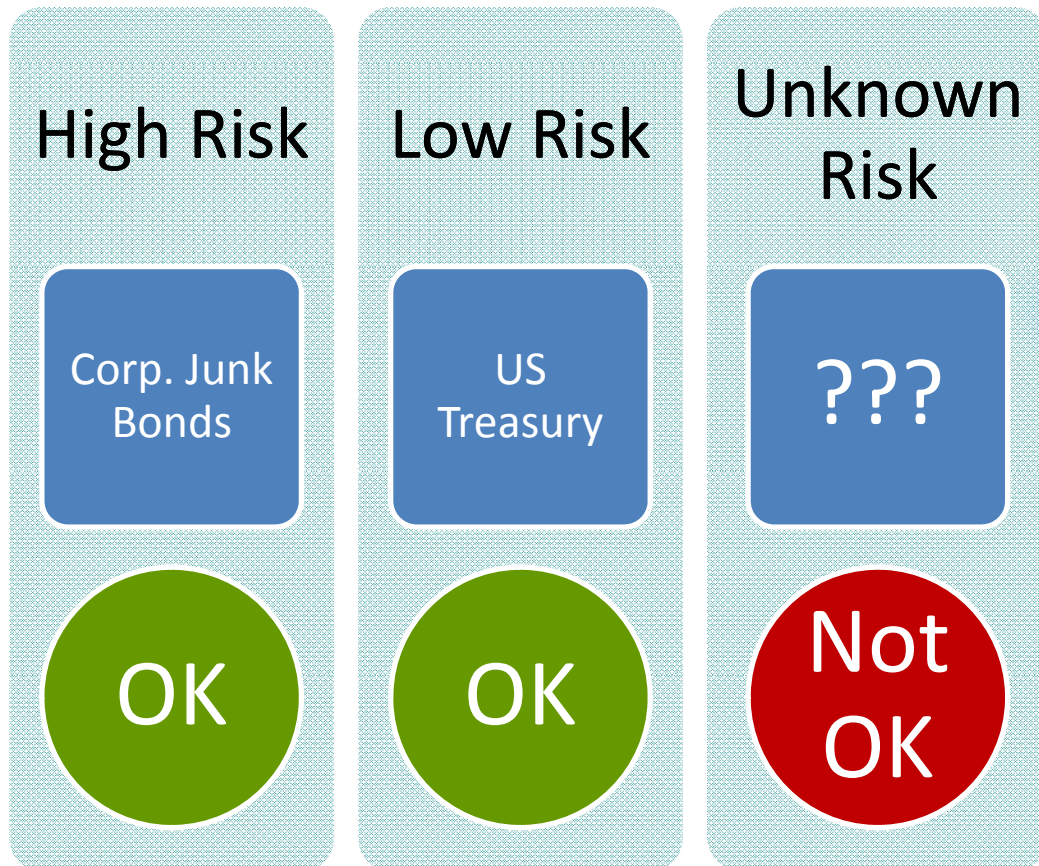 High Risk
Corp. Junk
Bonds
OK
Low Risk
US
Treasury
OK
Unknown
Risk
???
Not
OK